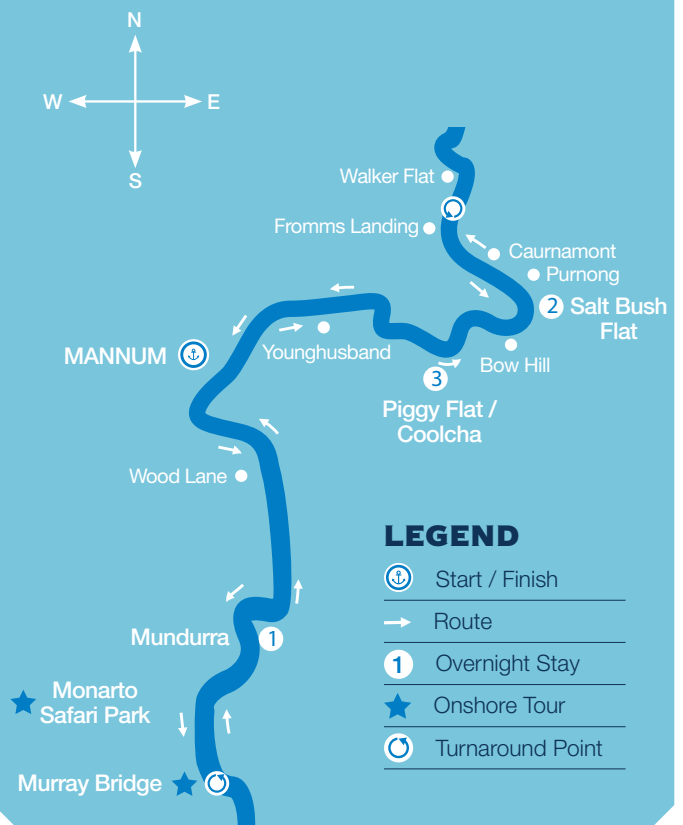 N
W
E
S
Walker Flat
Fromms Landing
Caurnamont
Purnong
2 Salt Bush
Flat
MANNUM
Younghusband
Bow Hill
3
Piggy Flat /
Coolcha
Wood Lane
LEGEND
Start / Finish
Route
1 Overnight Stay
Onshore Tour
Turnaround Point
Mundurra 1
Monarto
Safari Park
Murray Bridge